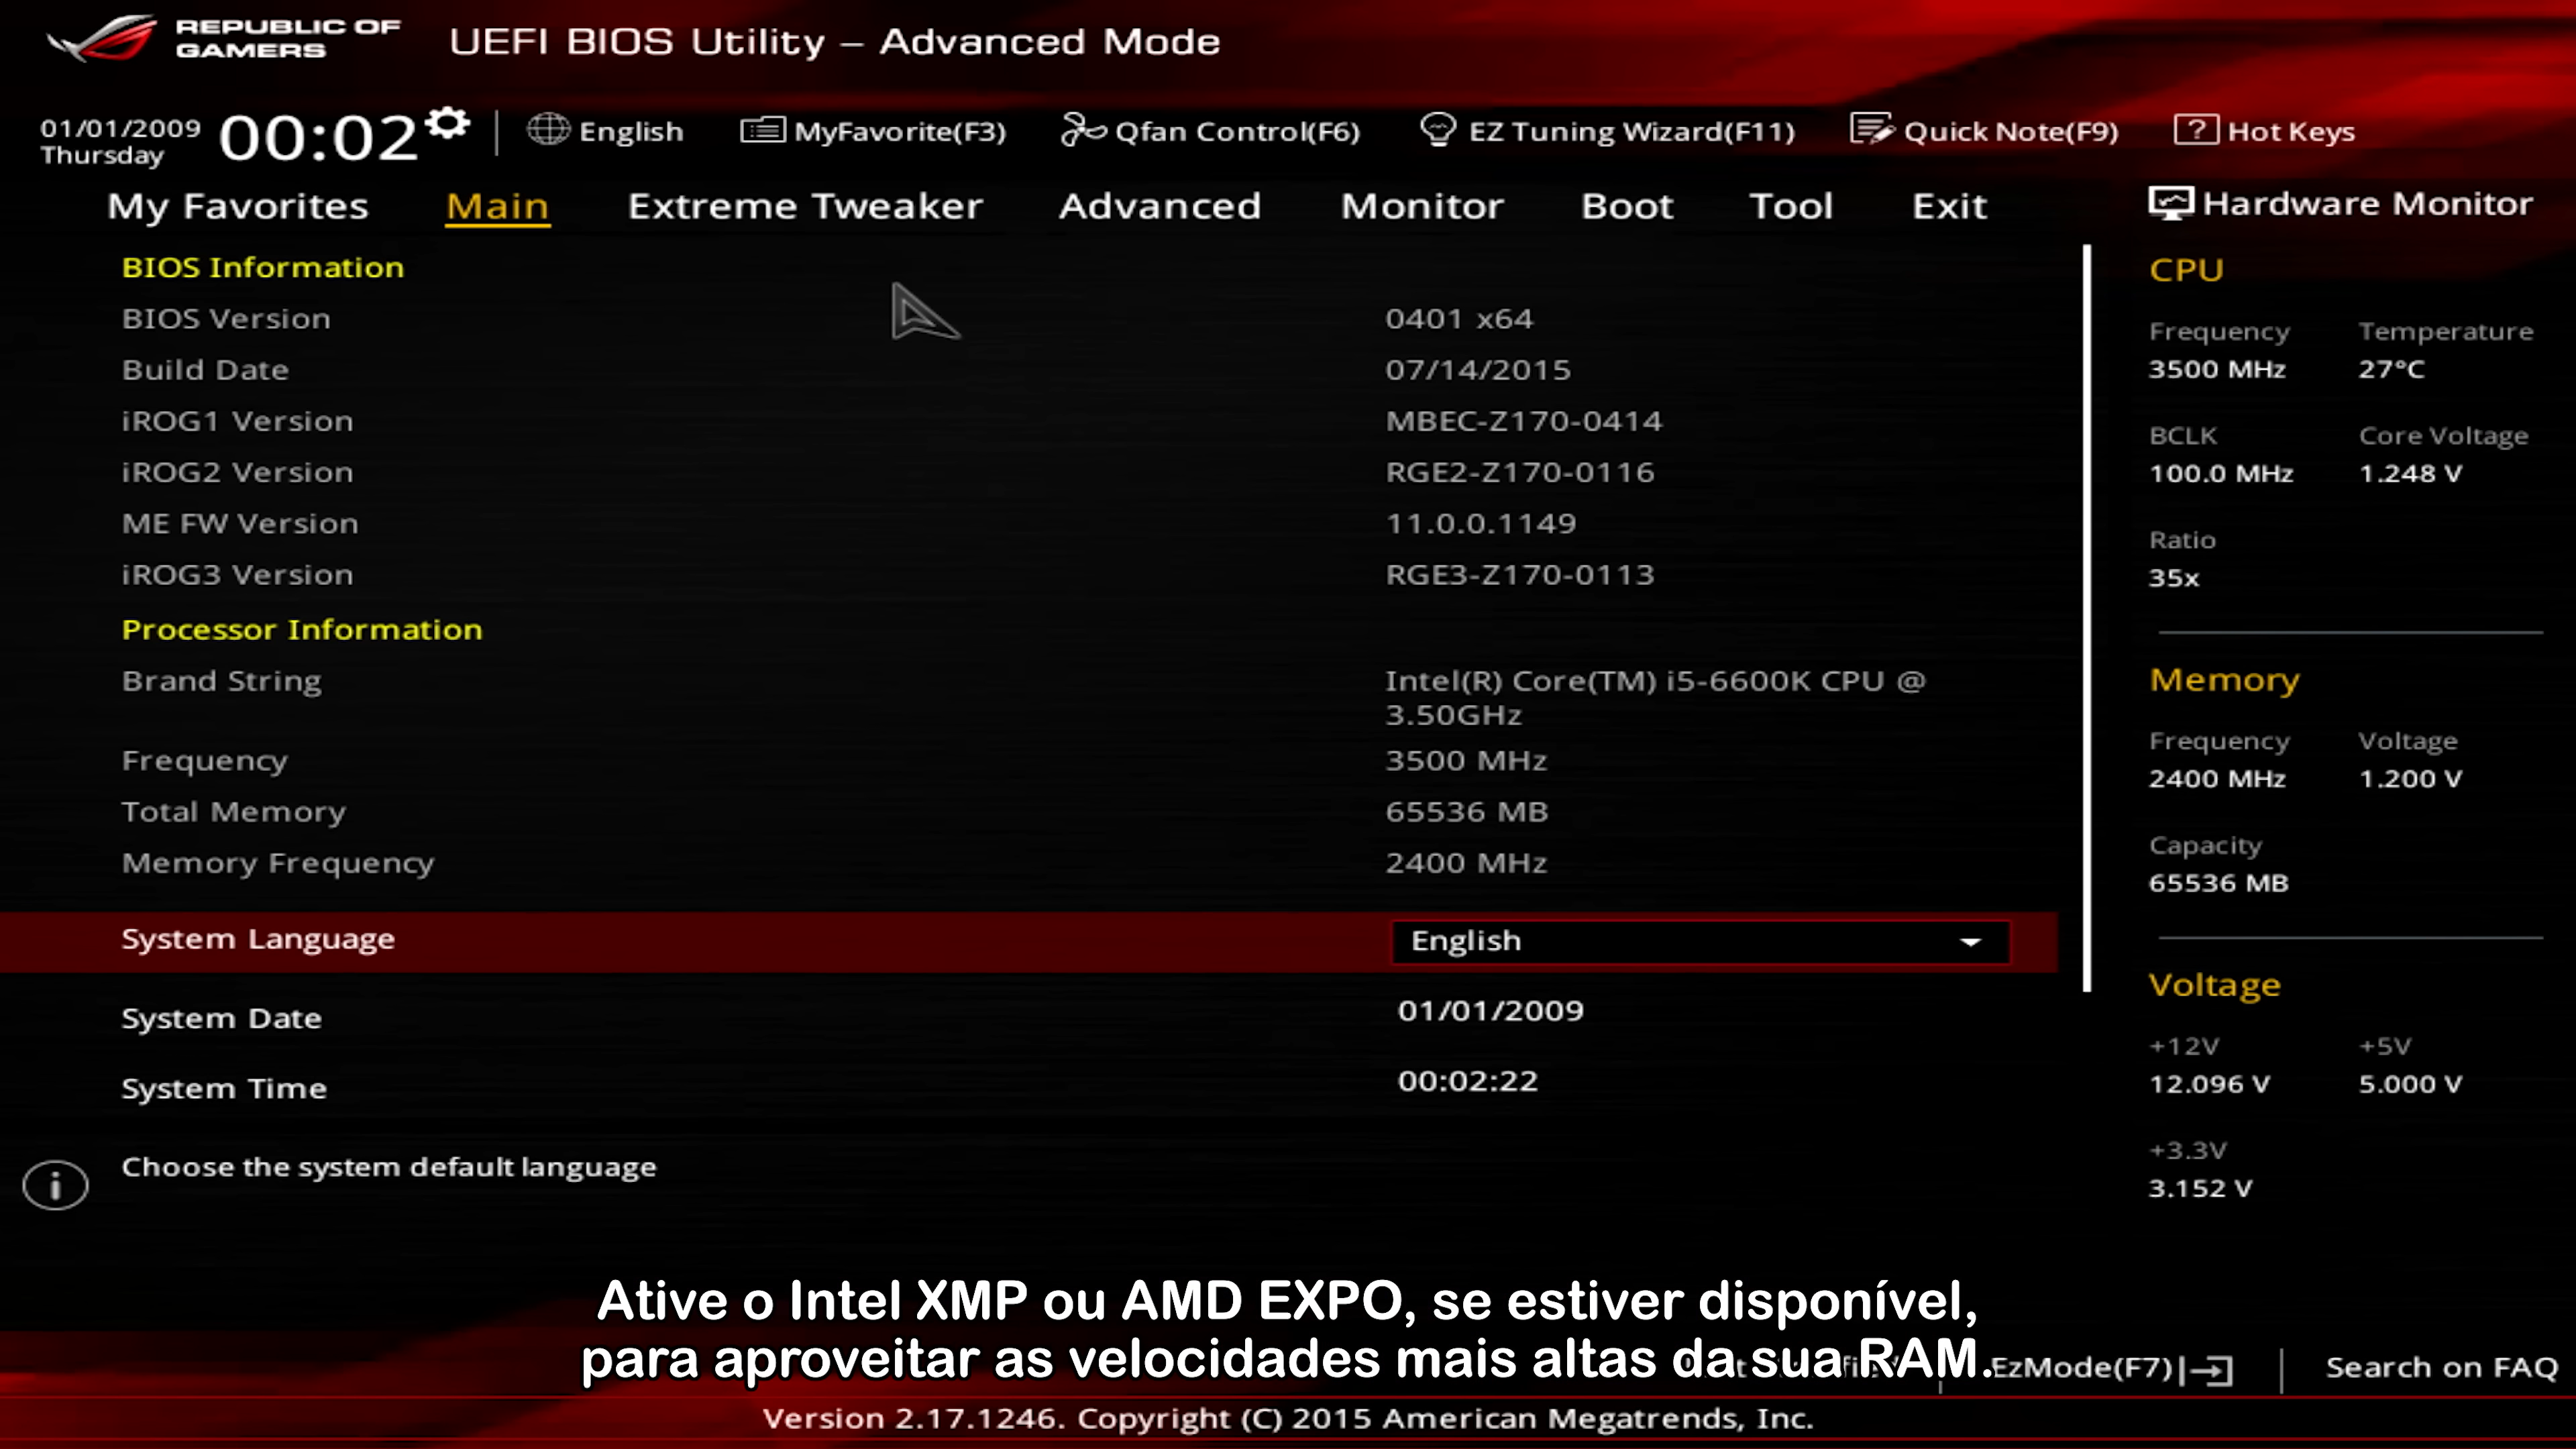 REPUBLIC OF
GAMERS
UEFI BIOS Utility – Advanced Mode
01/01/2009
Thursday
00:02
English
MyFavorite(F3)
Qfan Control(F6)
EZ Tuning Wizard(F11)
Quick Note(F9)
? Hot Keys
My Favorites
Main
Extreme Tweaker
Advanced
Monitor
Boot
Tool
Exit
BIOS Information
BIOS Version 0401 x64
Build Date 07/14/2015
iROG1 Version MBEC-Z170-0414
iROG2 Version RGE2-Z170-0116
ME FW Version 11.0.0.1149
iROG3 Version RGE3-Z170-0113
Processor Information
Brand String Intel(R) Core(TM) i5-6600K CPU @
3.50GHz
Frequency 3500 MHz
Total Memory 65536 MB
Memory Frequency 2400 MHz
System Language English
System Date 01/01/2009
System Time 00:02:22
i Choose the system default language
Hardware Monitor
CPU
Frequency Temperature
3500 MHz 27°C
BCLK Core Voltage
100.0 MHz 1.248 V
Ratio
35x
Memory
Frequency Voltage
2400 MHz 1.200 V
Capacity
65536 MB
Voltage
+12V +5V
12.096 V 5.000 V
+3.3V
3.152 V
Ative o Intel XMP ou AMD EXPO, se estiver disponível,
para aproveitar as velocidades mais altas da sua RAM.
EzMode(F7)
Search on FAQ
Version 2.17.1246. Copyright (C) 2015 American Megatrends, Inc.